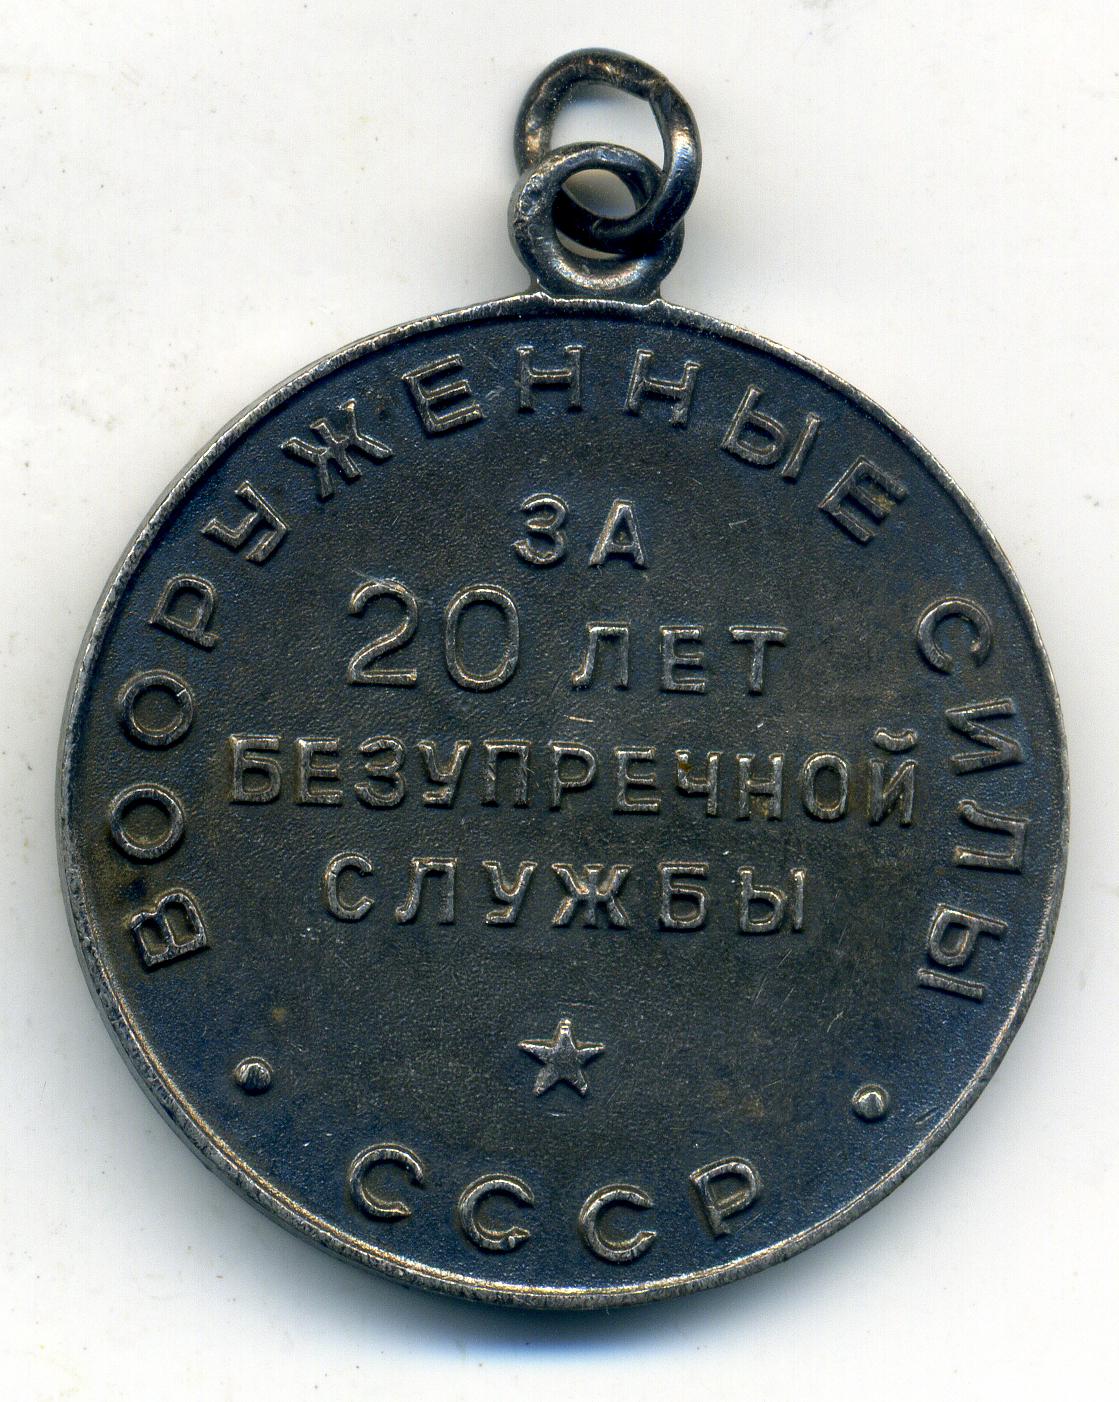 ВООРУЖЕННЫЕ СИЛЫ
ЗА
20 ЛЕТ
БЕЗУПРЕЧНОЙ
СЛУЖБЫ
СССР